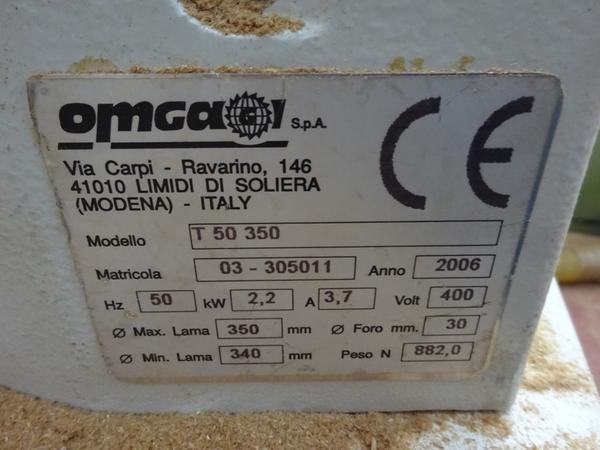 omga G S.p.A.
CE
Via Carpi - Ravarino, 146
41010 LIMIDI DI SOLIERA
(MODENA) - ITALY
Modello T 50 350
Matricola 03 - 305011 Anno 2006
Hz 50 kW 2,2 A 3,7 Volt 400
Ø Max. Lama 350 mm Ø Foro mm. 30
Ø Min. Lama 340 mm Peso N 882,0